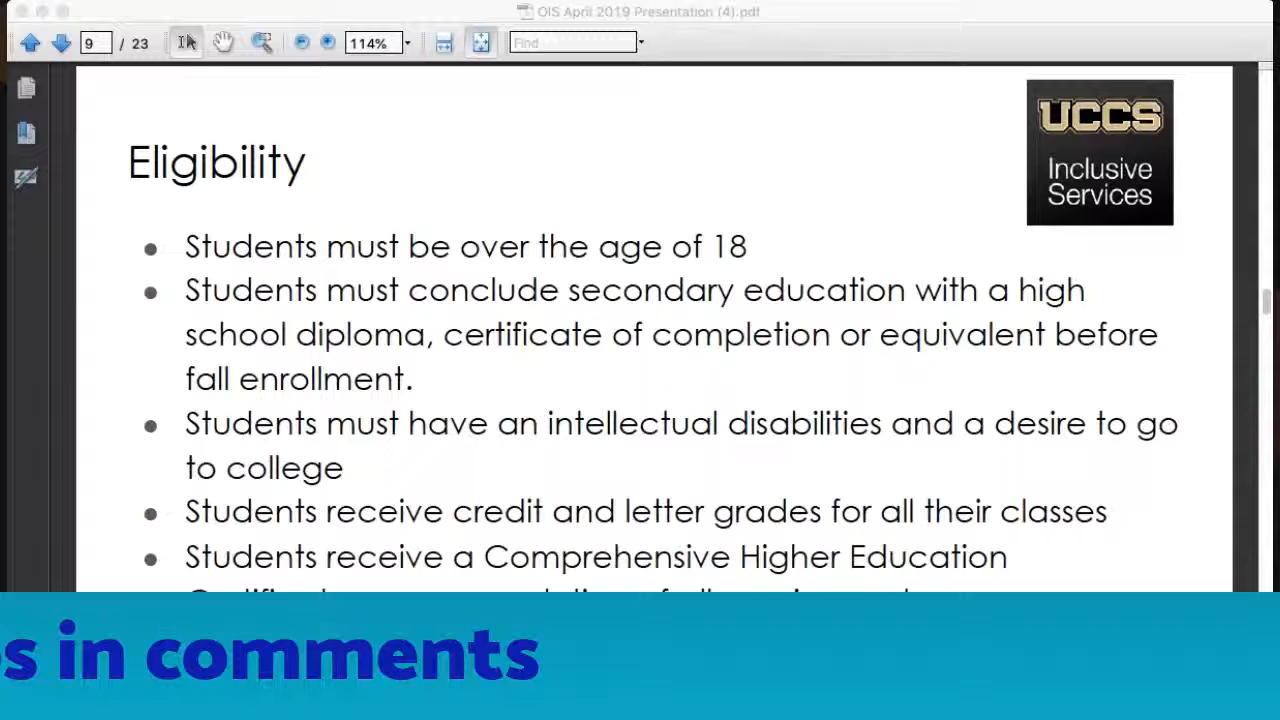 OIS April 2019 Presentation (4).pdf
9 / 23 114% Find
UCCS
Inclusive
Services
Eligibility
● Students must be over the age of 18
● Students must conclude secondary education with a high
school diploma, certificate of completion or equivalent before
fall enrollment.
● Students must have an intellectual disabilities and a desire to go
to college
● Students receive credit and letter grades for all their classes
● Students receive a Comprehensive Higher Education
in comments